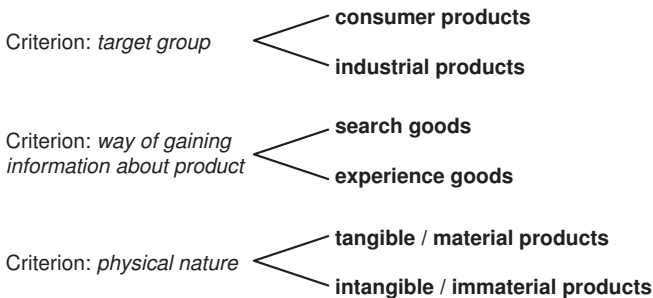 consumer products
Criterion: target group
industrial products
search goods
Criterion: way of gaining
information about product
experience goods
tangible / material products
Criterion: physical nature
intangible / immaterial products